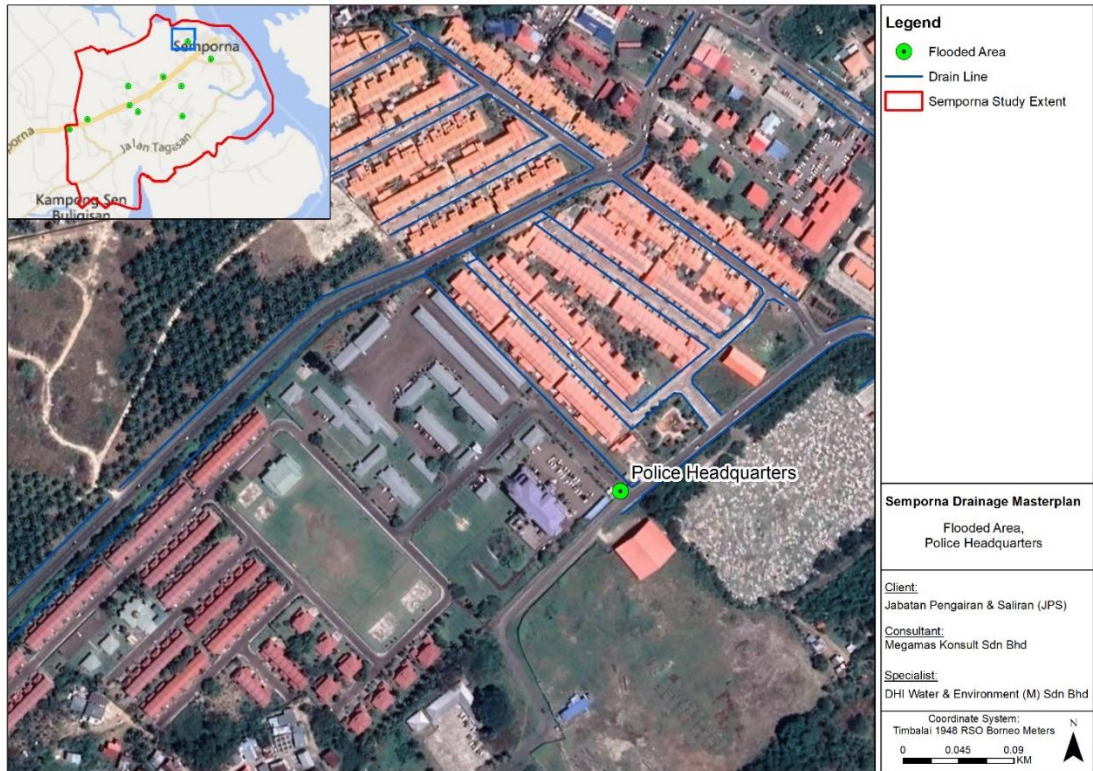 Semporna
porna
Jalan Tagasan
Kampong Sen
Buligisan
Police Headquarters
Legend
Flooded Area
Drain Line
Semporna Study Extent
Semporna Drainage Masterplan
Flooded Area,
Police Headquarters
Client:
Jabatan Pengairan & Saliran (JPS)
Consultant:
Megamas Konsult Sdn Bhd
Specialist:
DHI Water & Environment (M) Sdn Bhd
Coordinate System:
Timbalai 1948 RSO Borneo Meters
N
0 0.045 0.09
KM